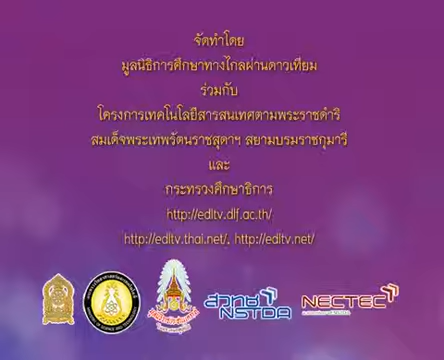 จัดทำโดย
มูลนิธิการศึกษาทางไกลผ่านดาวเทียม
ร่วมกับ
โครงการเทคโนโลยีสารสนเทศตามพระราชดำริ
สมเด็จพระเทพรัตนราชสุดาฯ สยามบรมราชกุมารี
และ
กระทรวงศึกษาธิการ
http://edltv.dlf.ac.th/
http://edltv.thai.net/, http://edltv.net/
สวทช
NSTDA
NECTEC